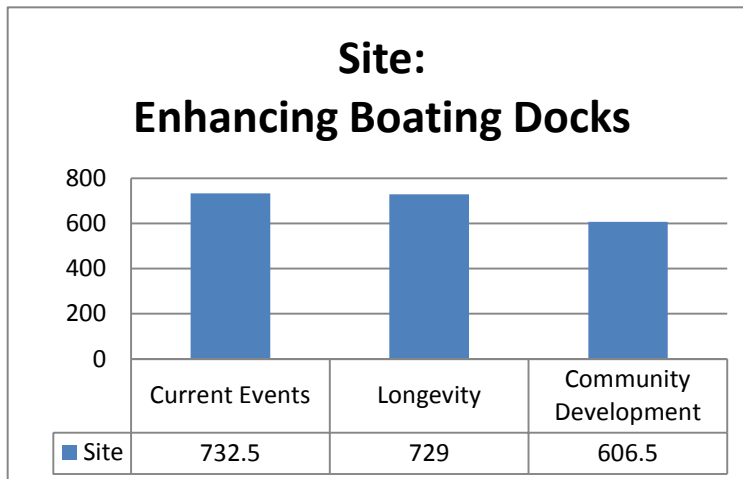 Site:
Enhancing Boating Docks
800
600
400
200
0
Current Events Longevity Community Development
Site 732.5 729 606.5